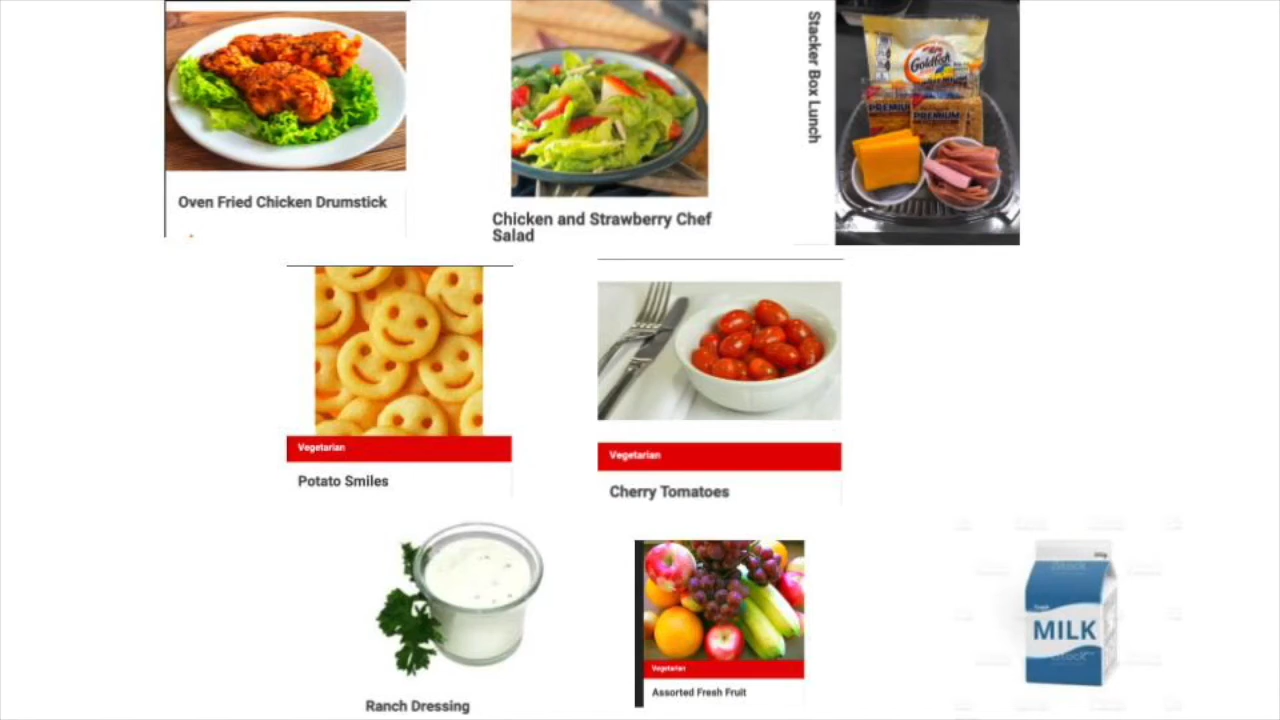 Oven Fried Chicken Drumstick
Chicken and Strawberry Chef
Salad
Stacker Box Lunch
Goldfish
PREMIUM
PREMIUM
Vegetarian
Potato Smiles
Vegetarian
Cherry Tomatoes
Ranch Dressing
Vegetarian
Assorted Fresh Fruit
MILK
iStock